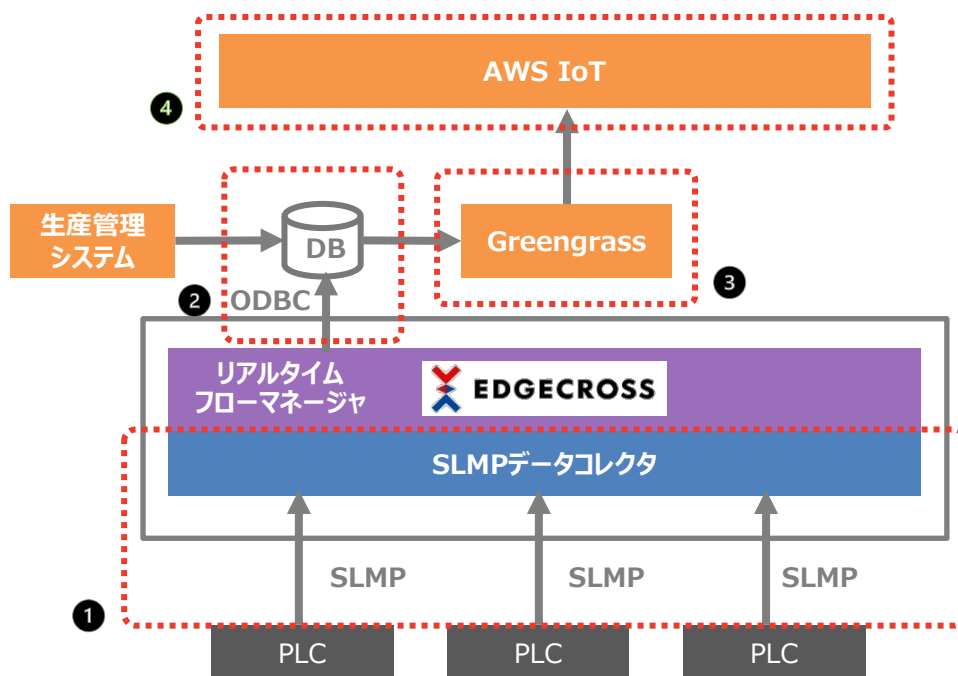 AWS IoT
4
生産管理
システム
DB
Greengrass
3
2
ODBC
リアルタイム
フローマネージャ
EDGECROSS
SLMPデータコレクタ
SLMP
SLMP
SLMP
1
PLC
PLC
PLC